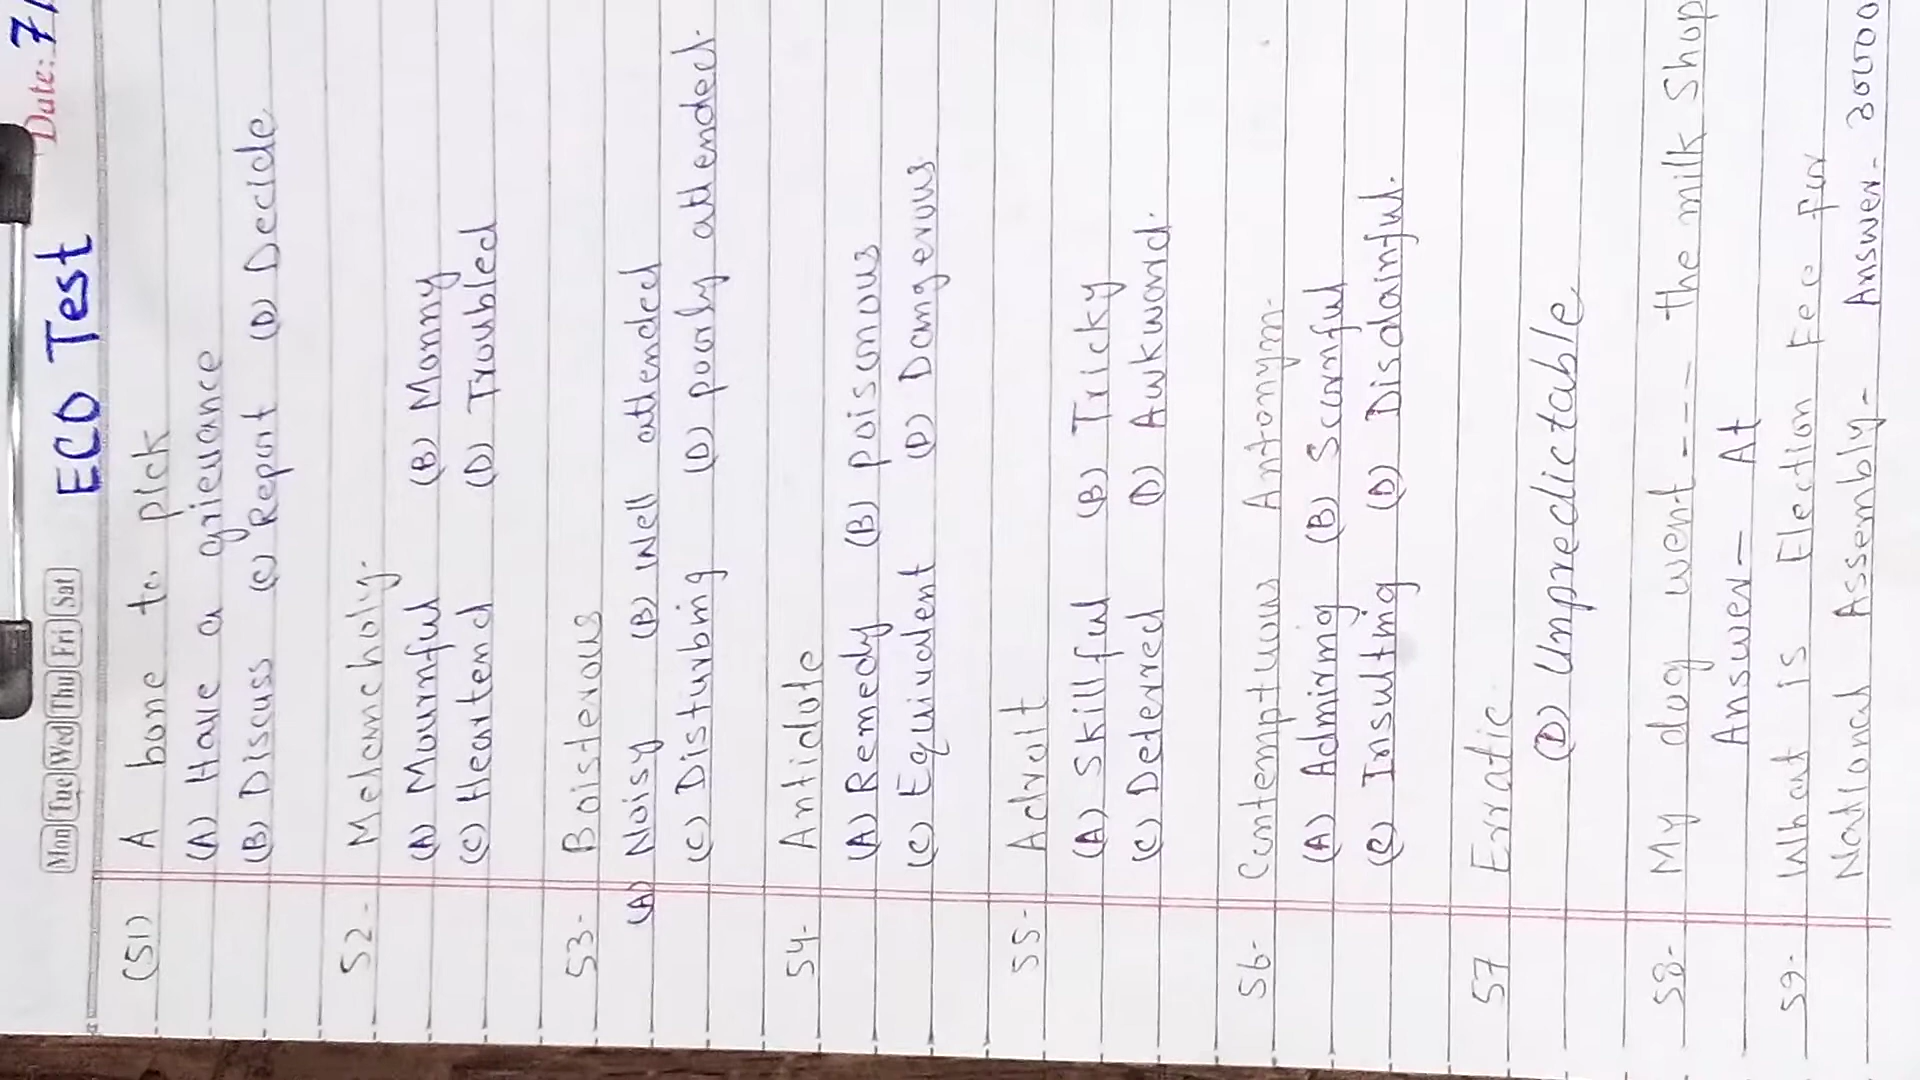 Mon Tue Wed Thu Fri Sat
ECO Test
Date: 7/
(51) A bone to pick
(A) Have a grievance
(B) Discuss (C) Report (D) Decide
52- Melancholy.
(A) Mournful (B) Manny
(C) Heartend (D) Troubled
53- Boisterous
(A) Noisy (B) Well attended
(C) Disturbing (D) poorly attended.
54- Antidote
(A) Remedy (B) Poisonous
(C) Equivalent (D) Dangerous
55- Adroit
(A) Skillful (B) Tricky
(C) Deterred (D) Awkward.
56- Contemptuous Antonym.
(A) Admiring (B) Scornful
(C) Insulting (D) Disdainful.
57 Erratic
(D) Unpredictable
58- My dog went --- the milk Shop
Answer- At
59- What is Election Fee for
National Assembly- Answer- 30000